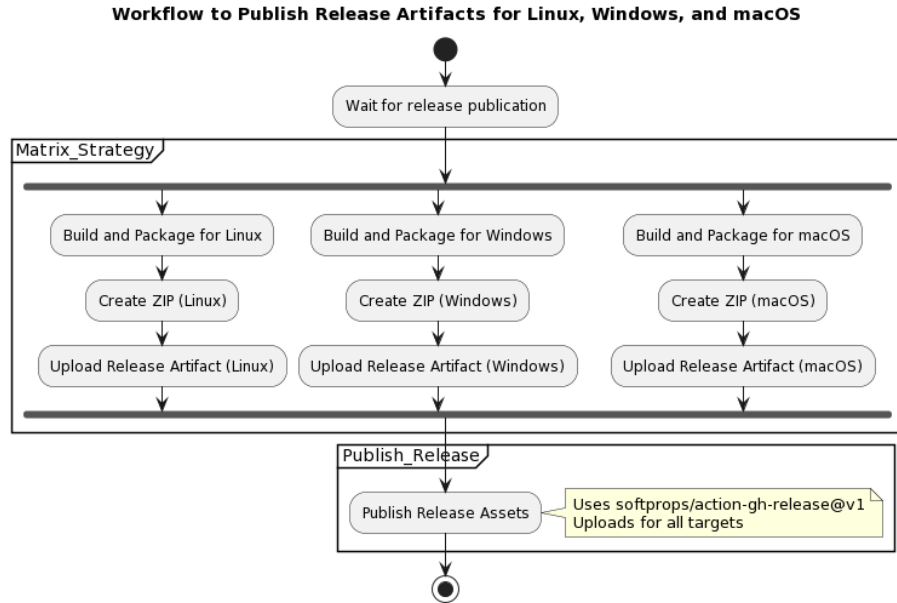 Workflow to Publish Release Artifacts for Linux, Windows, and macOS
Wait for release publication
Matrix_Strategy
Build and Package for Linux
Build and Package for Windows
Build and Package for macOS
Create ZIP (Linux)
Create ZIP (Windows)
Create ZIP (macOS)
Upload Release Artifact (Linux)
Upload Release Artifact (Windows)
Upload Release Artifact (macOS)
Publish_Release
Publish Release Assets
Uses softprops/action-gh-release@v1
Uploads for all targets